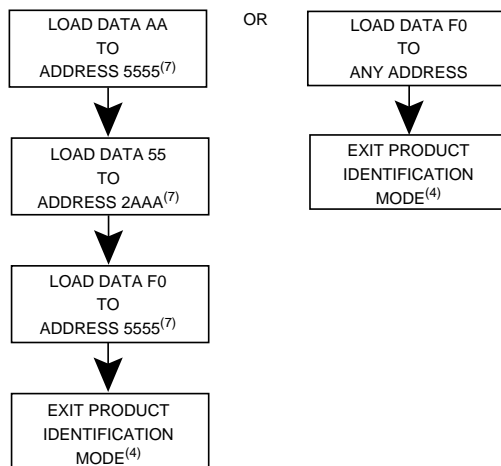 LOAD DATA AA
TO
ADDRESS 5555(7)
LOAD DATA 55
TO
ADDRESS 2AAA(7)
LOAD DATA F0
TO
ADDRESS 5555(7)
EXIT PRODUCT
IDENTIFICATION
MODE(4)
OR
LOAD DATA F0
TO
ANY ADDRESS
EXIT PRODUCT
IDENTIFICATION
MODE(4)